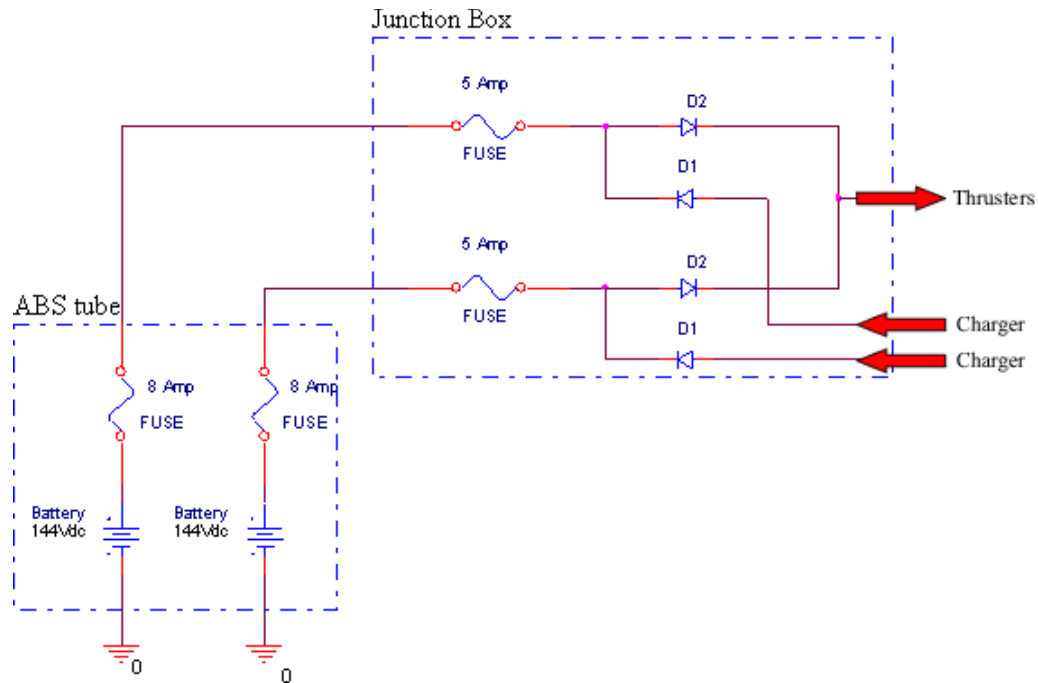 Junction Box
5 Amp
FUSE
D2
D1
Thrusters
5 Amp
FUSE
D2
D1
Charger
Charger
ABS tube
8 Amp
FUSE
8 Amp
FUSE
Battery
144Vdc
Battery
144Vdc
0
0